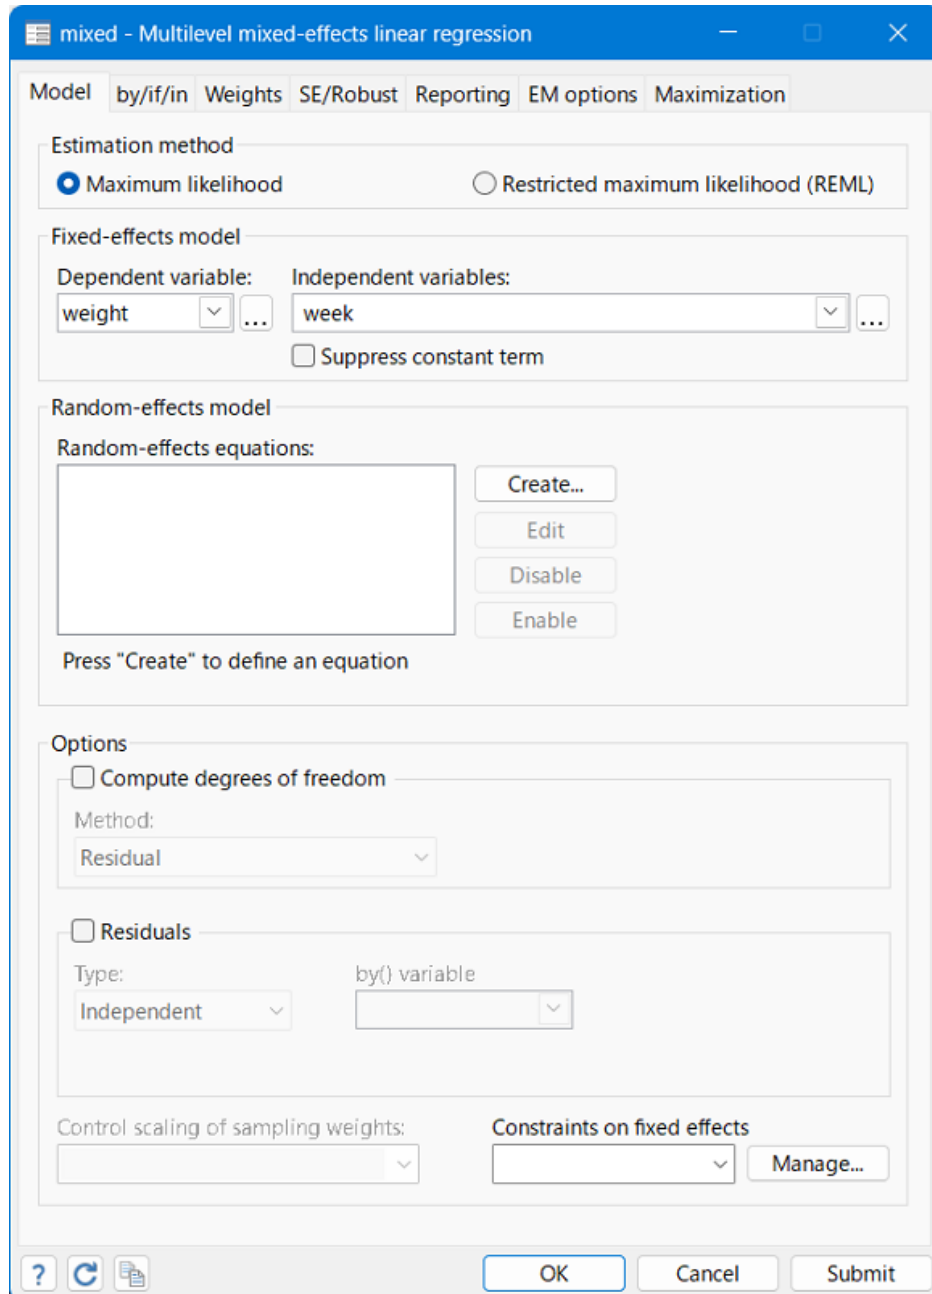 mixed - Multilevel mixed-effects linear regression
Model by/if/in Weights SE/Robust Reporting EM options Maximization
Estimation method
Maximum likelihood Restricted maximum likelihood (REML)
Fixed-effects model
Dependent variable: Independent variables:
weight ... week ...
Suppress constant term
Random-effects model
Random-effects equations:
Create...
Edit
Disable
Enable
Press "Create" to define an equation
Options
Compute degrees of freedom
Method:
Residual
Residuals
Type: by() variable
Independent
Control scaling of sampling weights: Constraints on fixed effects
Manage...
? OK Cancel Submit